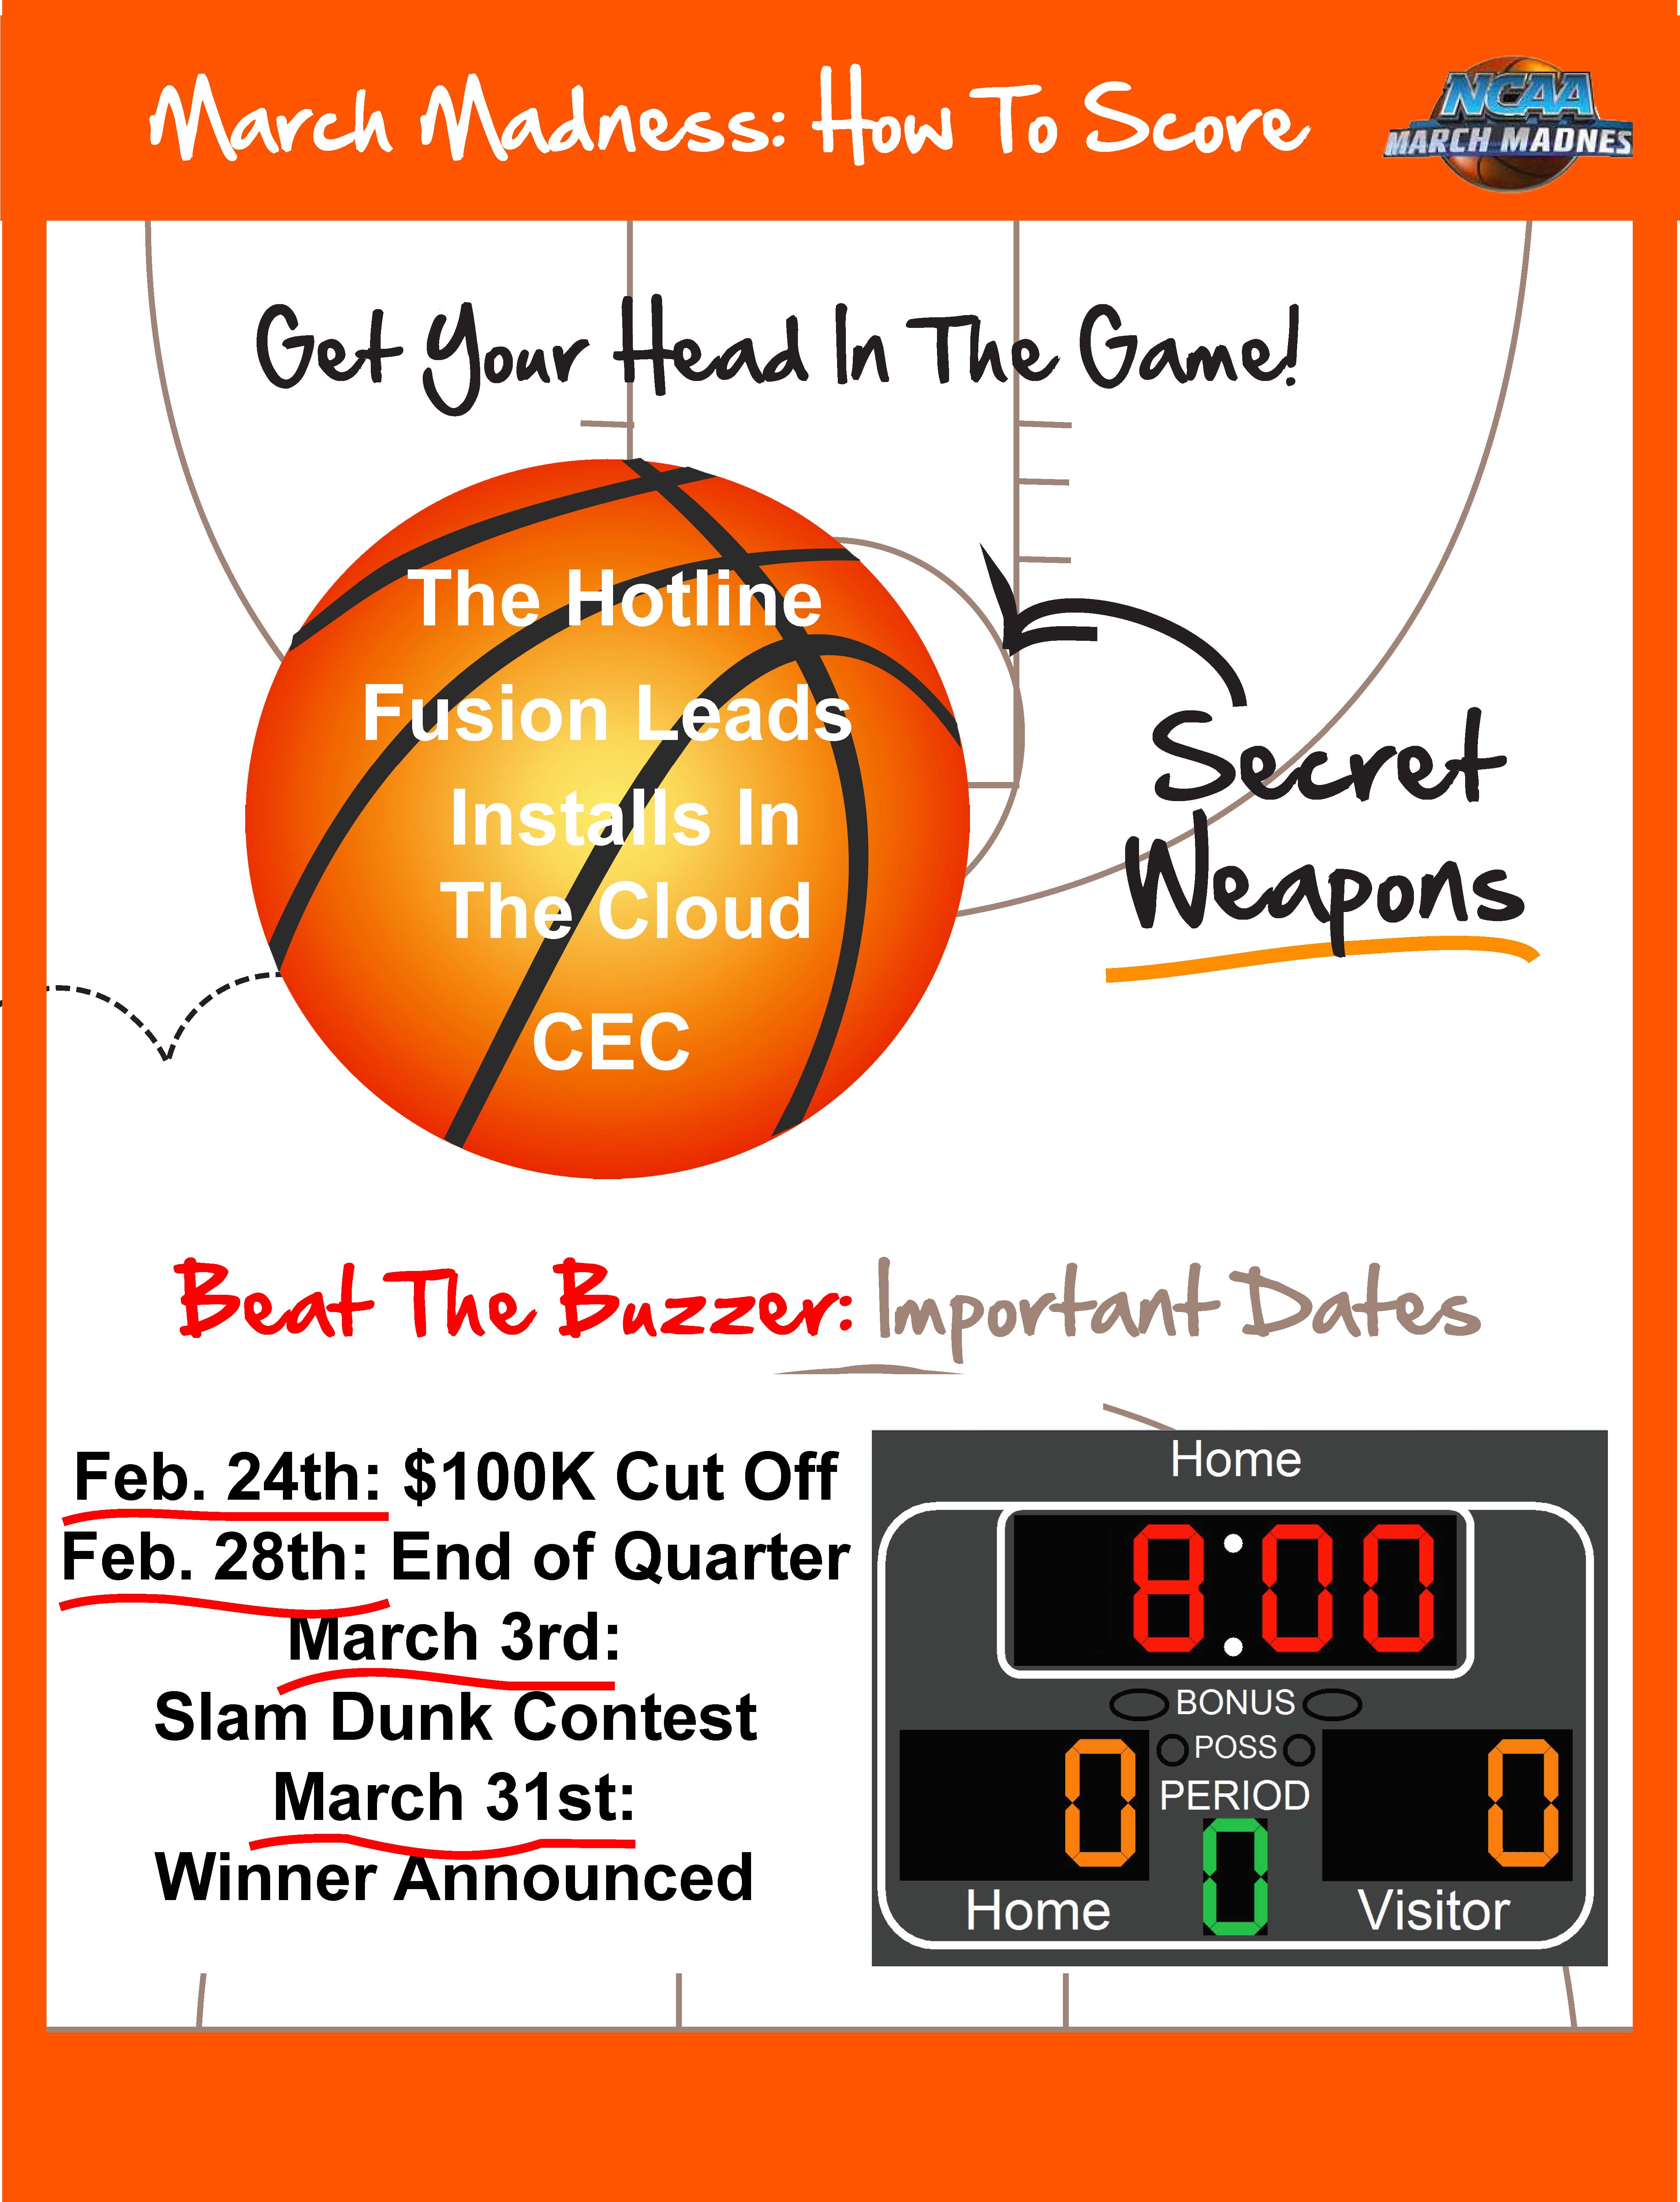 March Madness: How To Score
NCAA
MARCH MADNES
Get Your Head In The Game!
The Hotline
Fusion Leads
Installs In
The Cloud
CEC
Secret
Weapons
Beat The Buzzer: Important Dates
Feb. 24th: $100K Cut Off
Feb. 28th: End of Quarter
March 3rd:
Slam Dunk Contest
March 31st:
Winner Announced
Home
8:00
BONUS
POSS
PERIOD
0
0
0
Home
Visitor